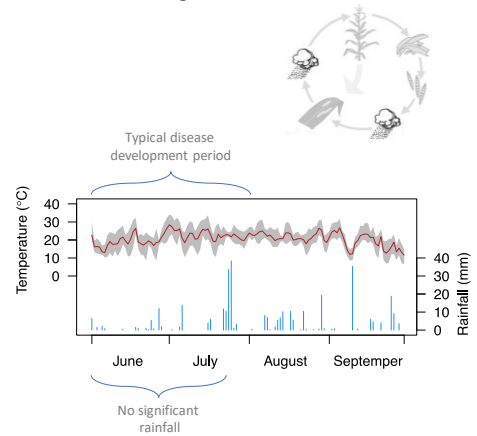 Typical disease
development period
Temperature (°C)
40
30
20
10
0
40
30
20
10
0
Rainfall (mm)
June July August September
No significant
rainfall